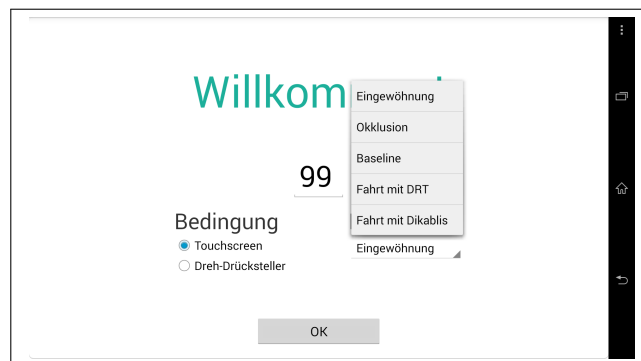 Willkom
Eingewöhnung
Okklusion
Baseline
99
Fahrt mit DRT
Fahrt mit Dikablis
Bedingung
Touchscreen
Eingewöhnung
Dreh-Drücksteller
OK